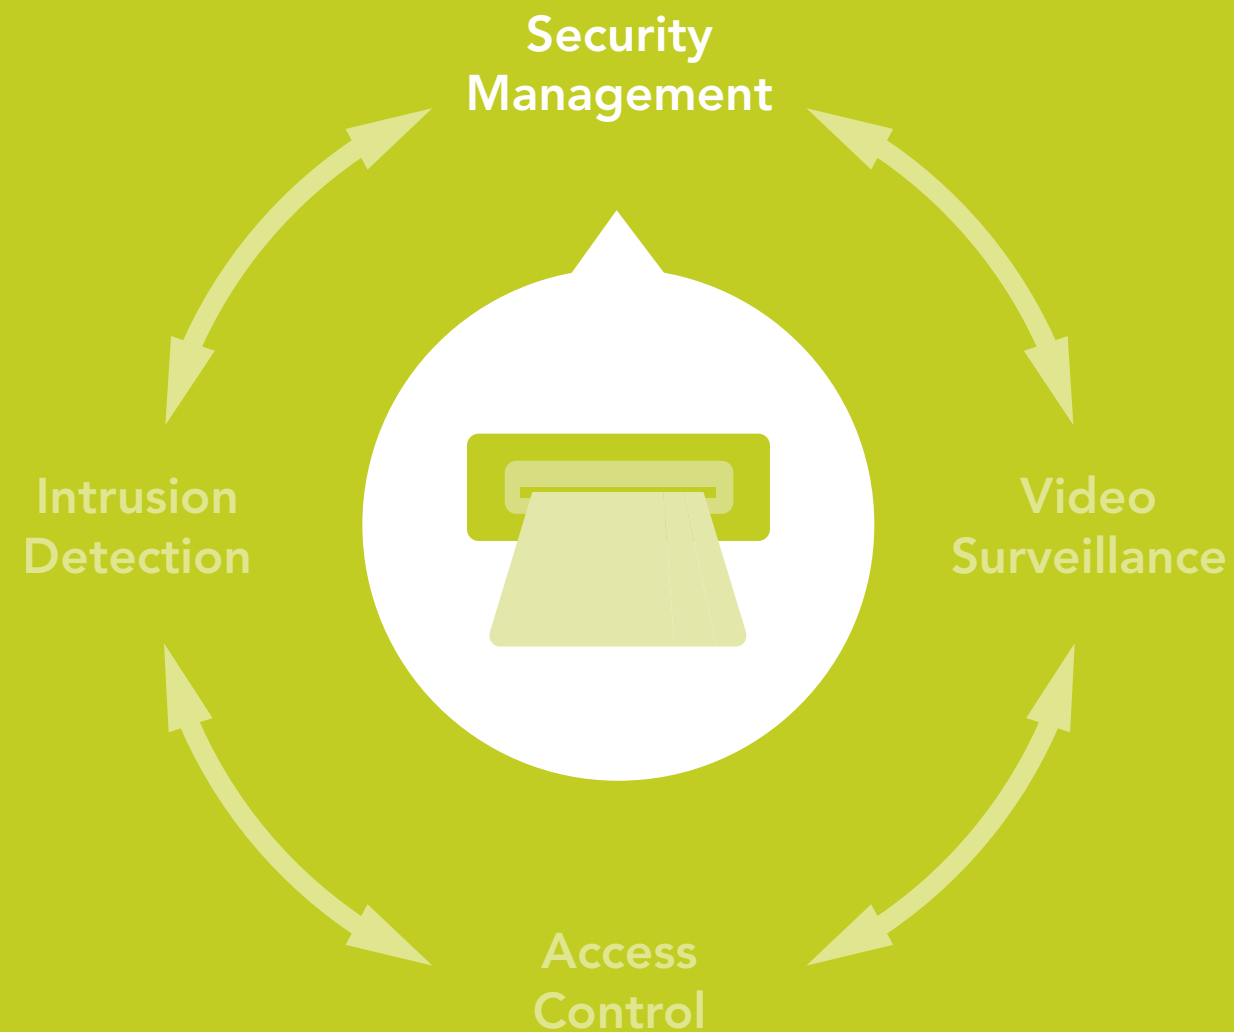 Security
Management
Intrusion
Detection
Video
Surveillance
Access
Control